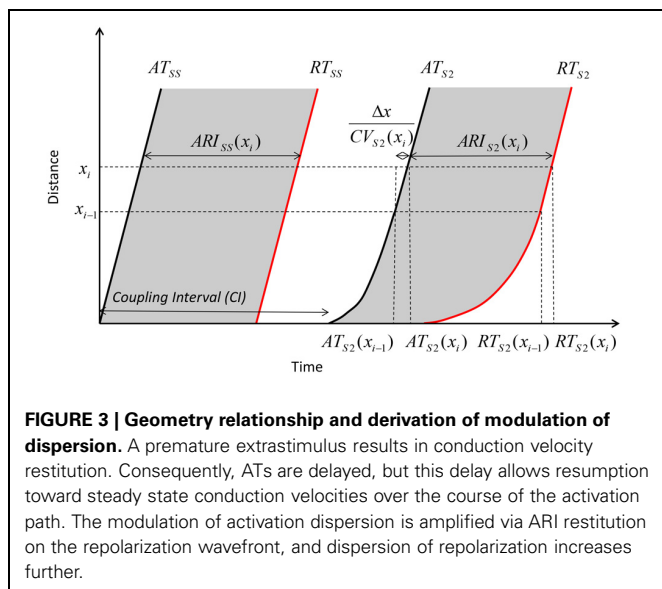 AT_SS RT_SS AT_S2 RT_S2
Δx
CV_S2(x_i)
ARI_SS(x_i) ARI_S2(x_i)
x_i
Distance
x_{i-1}
Coupling Interval (CI)
AT_S2(x_{i-1}) AT_S2(x_i) RT_S2(x_{i-1}) RT_S2(x_i)
Time
FIGURE 3 | Geometry relationship and derivation of modulation of
dispersion. A premature extrastimulus results in conduction velocity
restitution. Consequently, ATs are delayed, but this delay allows resumption
toward steady state conduction velocities over the course of the activation
path. The modulation of activation dispersion is amplified via ARI restitution
on the repolarization wavefront, and dispersion of repolarization increases
further.